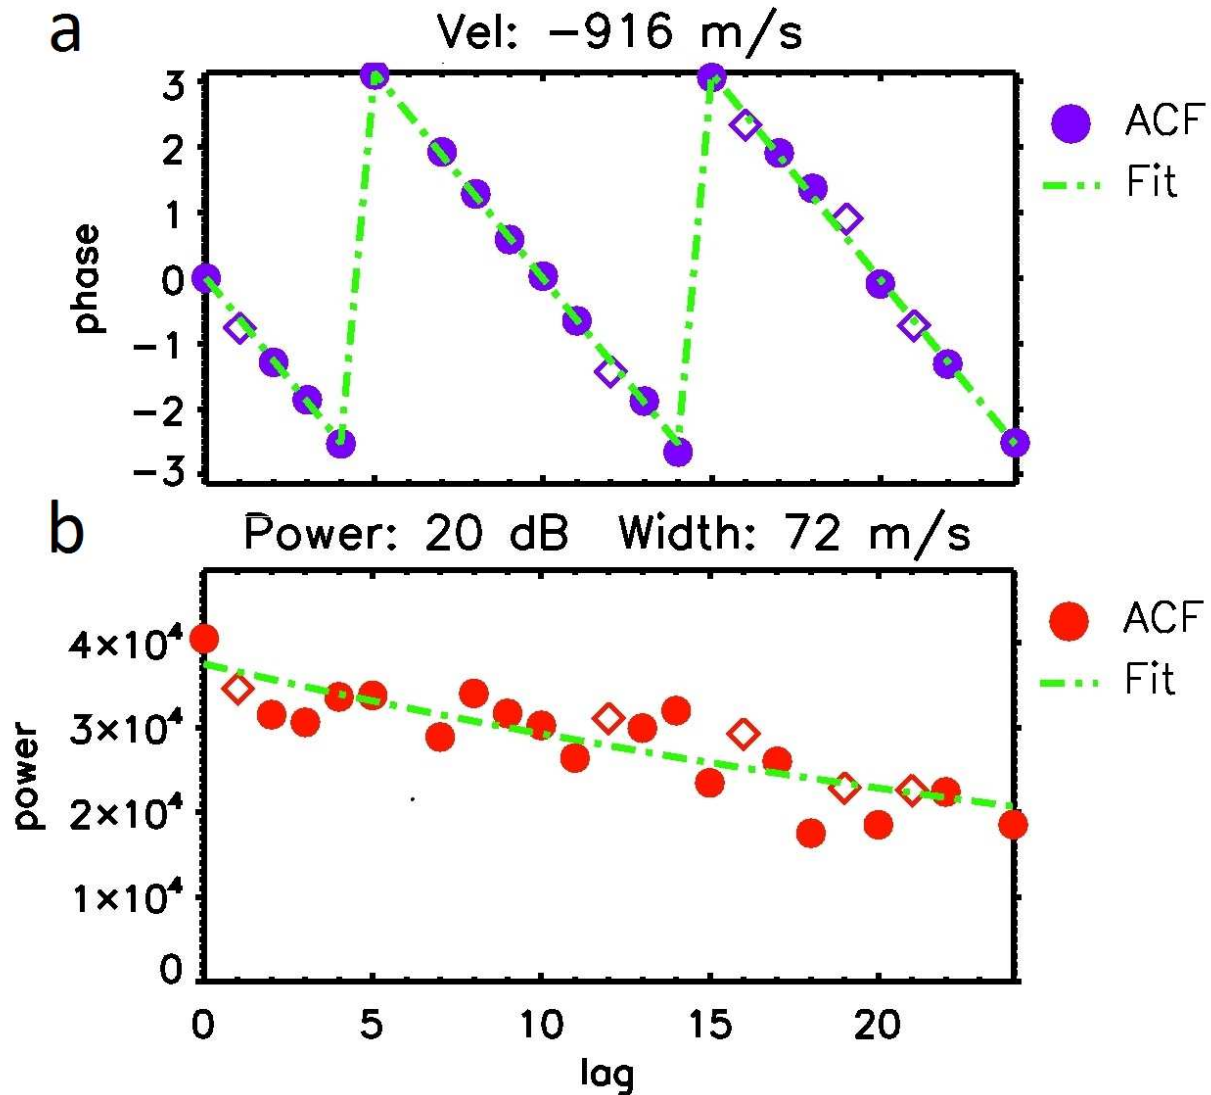 a
Vel: −916 m/s
3
2
1
0
−1
−2
−3
phase
ACF
Fit
b
Power: 20 dB Width: 72 m/s
4×10⁴
3×10⁴
2×10⁴
1×10⁴
0
power
ACF
Fit
0 5 10 15 20
lag